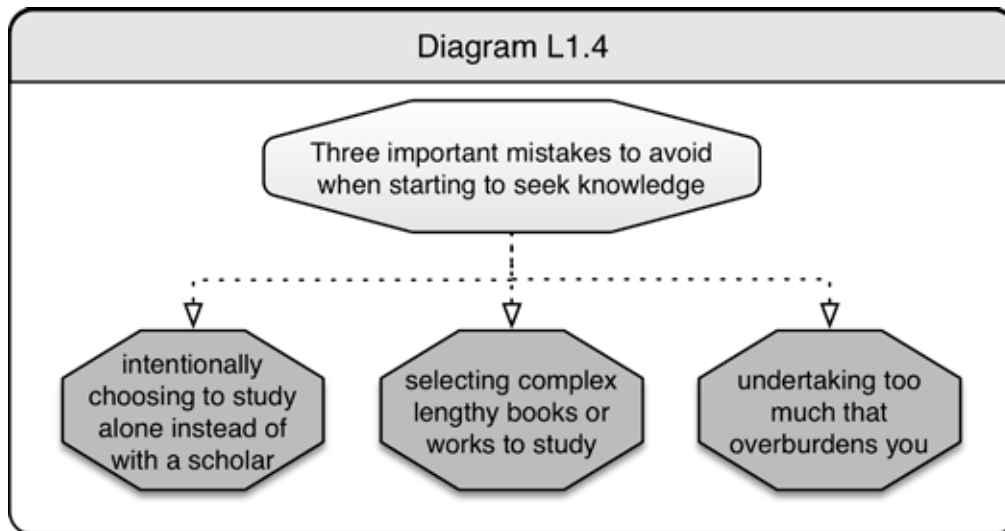 Diagram L1.4
Three important mistakes to avoid
when starting to seek knowledge
intentionally
choosing to study
alone instead of
with a scholar
selecting complex
lengthy books or
works to study
undertaking too
much that
overburdens you